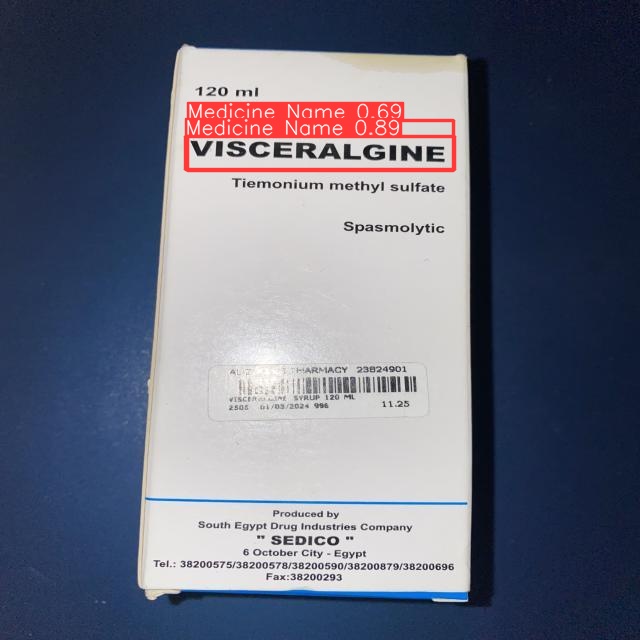 120 ml
Medicine Name 0.69
Medicine Name 0.89
VISCERALGINE
Tiemonium methyl sulfate
Spasmolytic
PHARMACY 23824901
VISCERALGINE SYRUP 120 ML
2505 01/03/2024 996 11.25
Produced by
South Egypt Drug Industries Company
" SEDICO "
6 October City - Egypt
Tel.: 38200575/38200578/38200590/38200879/38200696
Fax:38200293